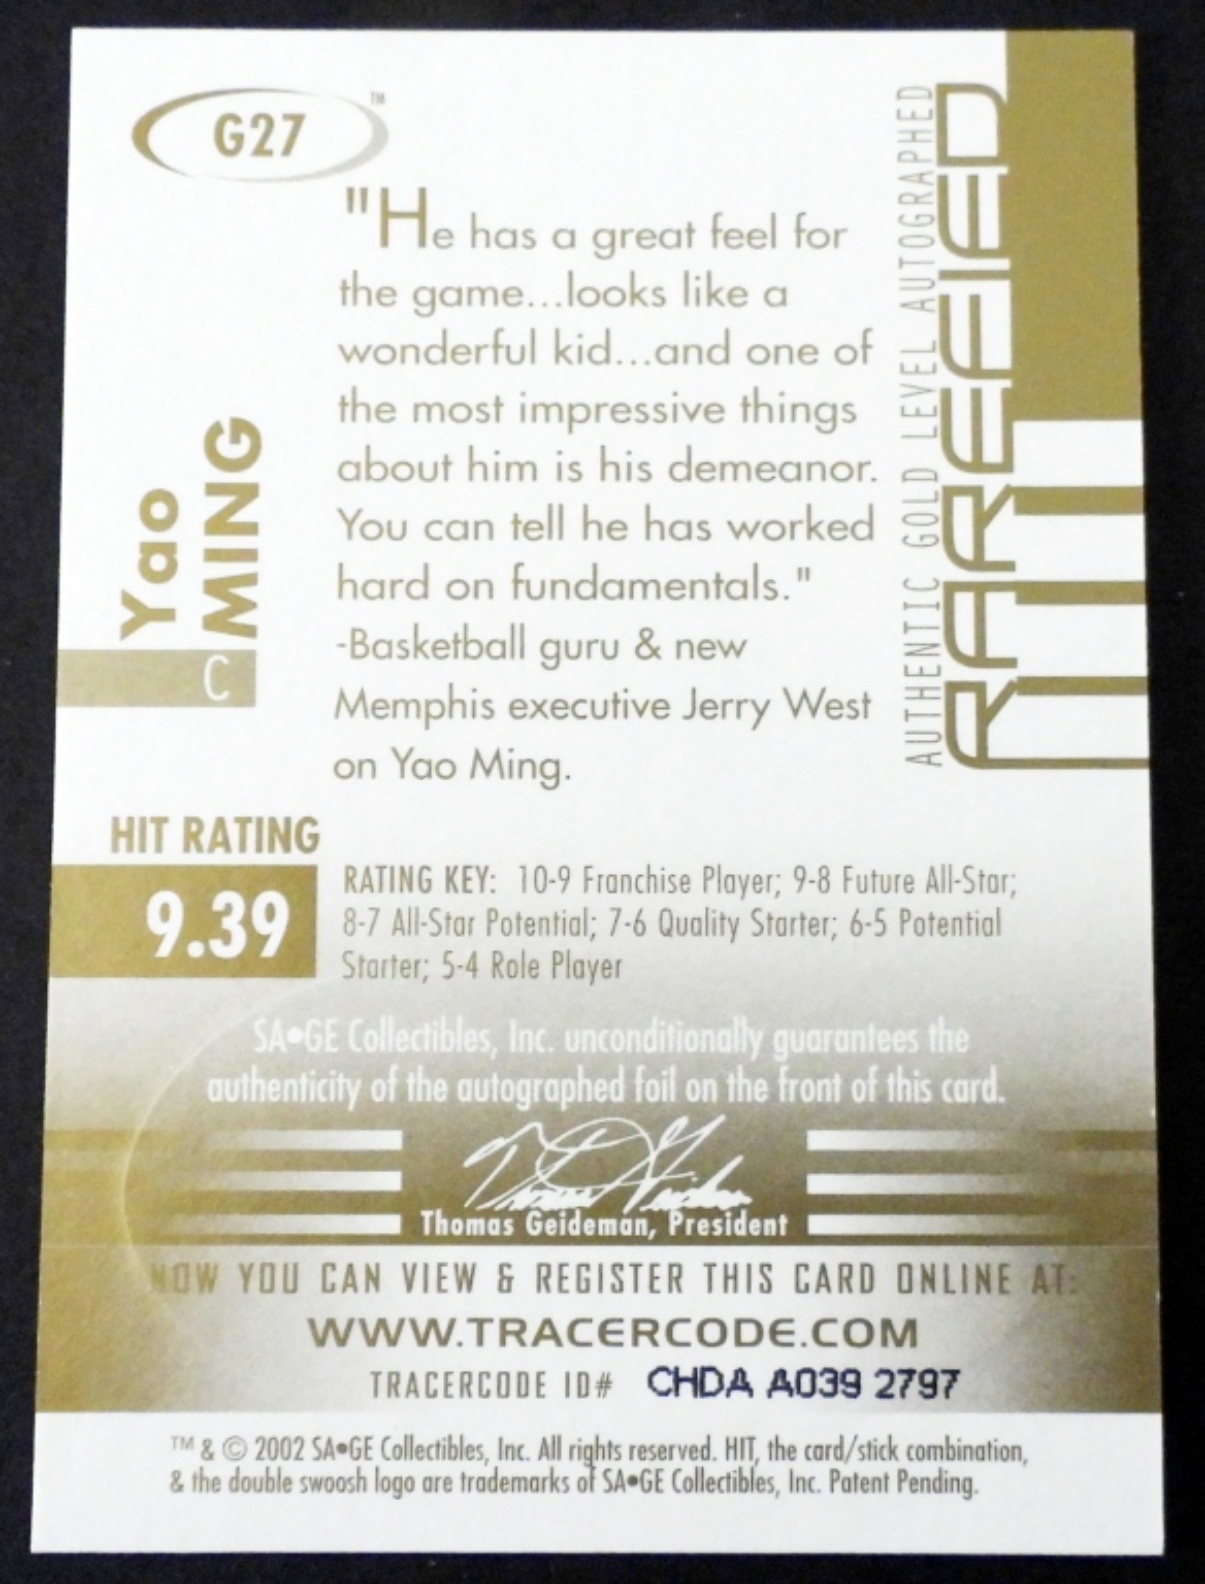 G27
TM
"He has a great feel for
the game...looks like a
wonderful kid...and one of
the most impressive things
about him is his demeanor.
You can tell he has worked
hard on fundamentals."
-Basketball guru & new
Memphis executive Jerry West
on Yao Ming.
Yao
MING
C
AUTHENTIC GOLD LEVEL AUTOGRAPHED
RAREFIED
HIT RATING
9.39
RATING KEY: 10-9 Franchise Player; 9-8 Future All-Star;
8-7 All-Star Potential; 7-6 Quality Starter; 6-5 Potential
Starter; 5-4 Role Player
SA•GE Collectibles, Inc. unconditionally guarantees the
authenticity of the autographed foil on the front of this card.
Thomas Geideman, President
NOW YOU CAN VIEW & REGISTER THIS CARD ONLINE AT:
WWW.TRACERCODE.COM
TRACERCODE ID# CHDA A039 2797
™ & © 2002 SA•GE Collectibles, Inc. All rights reserved. HIT, the card/stick combination,
& the double swoosh logo are trademarks of SA•GE Collectibles, Inc. Patent Pending.